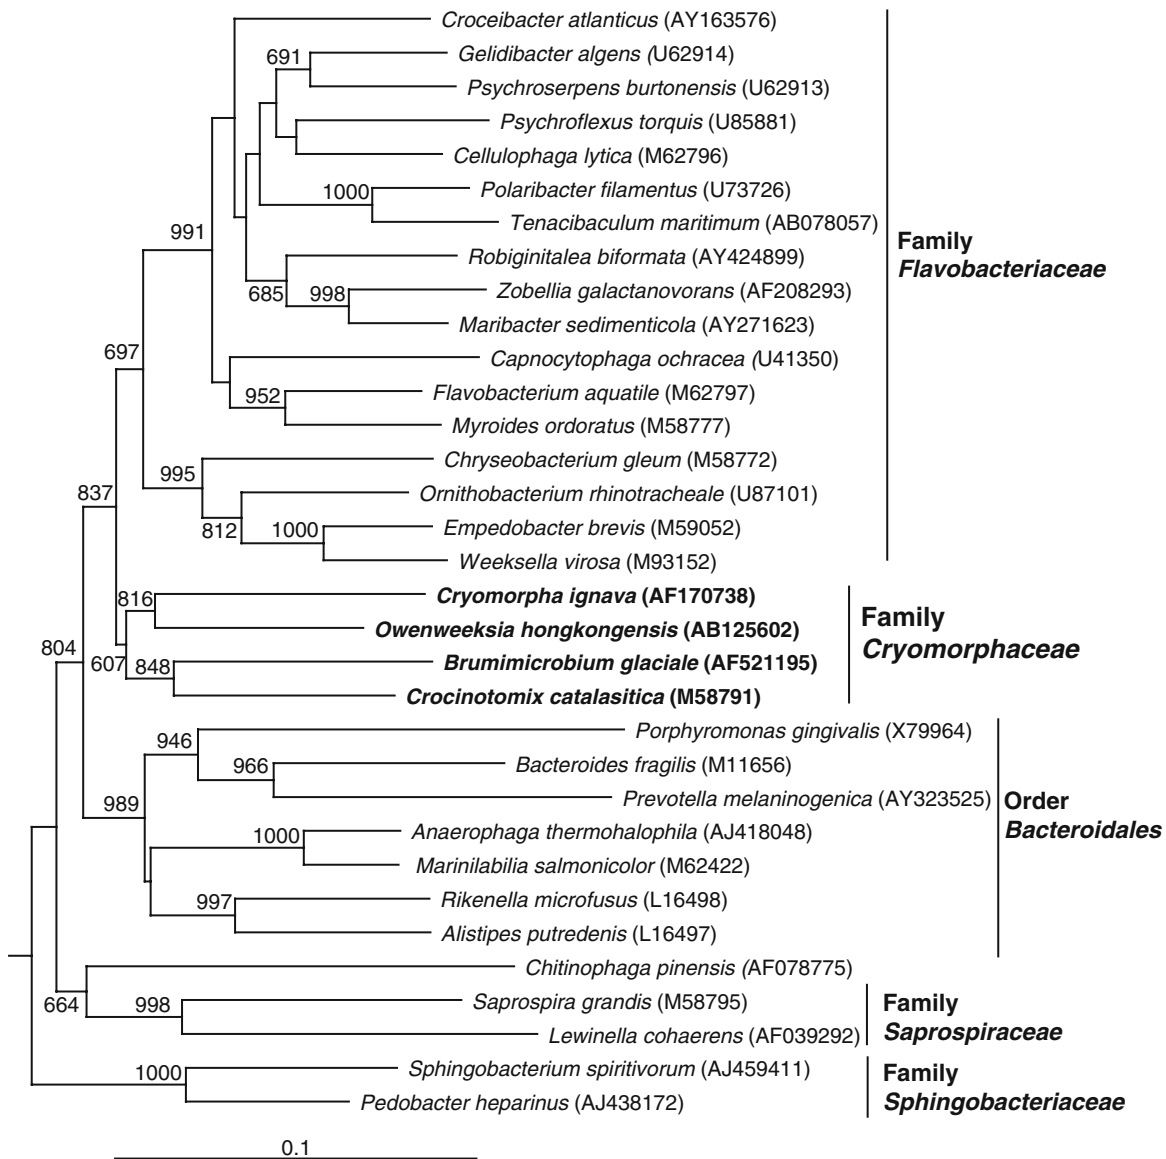 Croceibacter atlanticus (AY163576)
Gelidibacter algens (U62914)
691
Psychroserpens burtonensis (U62913)
Psychroflexus torquis (U85881)
Cellulophaga lytica (M62796)
1000
Polaribacter filamentus (U73726)
Tenacibaculum maritimum (AB078057)
991
Family
Flavobacteriaceae
Robiginitalea biformata (AY424899)
685
998
Zobellia galactanovorans (AF208293)
Maribacter sedimenticola (AY271623)
697
Capnocytophaga ochracea (U41350)
952
Flavobacterium aquatile (M62797)
Myroides ordoratus (M58777)
995
Chryseobacterium gleum (M58772)
837
Ornithobacterium rhinotracheale (U87101)
812
1000
Empedobacter brevis (M59052)
Weeksella virosa (M93152)
816
Cryomorpha ignava (AF170738)
Owenweeksia hongkongensis (AB125602)
Family
Cryomorphaceae
804
607
848
Brumimicrobium glaciale (AF521195)
Crocinotomix catalasitica (M58791)
946
Porphyromonas gingivalis (X79964)
966
Bacteroides fragilis (M11656)
989
Prevotella melaninogenica (AY323525)
Order
Bacteroidales
1000
Anaerophaga thermohalophila (AJ418048)
Marinilabilia salmonicolor (M62422)
997
Rikenella microfusus (L16498)
Alistipes putredenis (L16497)
Chitinophaga pinensis (AF078775)
664
998
Saprospira grandis (M58795)
Lewinella cohaerens (AF039292)
Family
Saprospiraceae
1000
Sphingobacterium spiritivorum (AJ459411)
Pedobacter heparinus (AJ438172)
Family
Sphingobacteriaceae
0.1